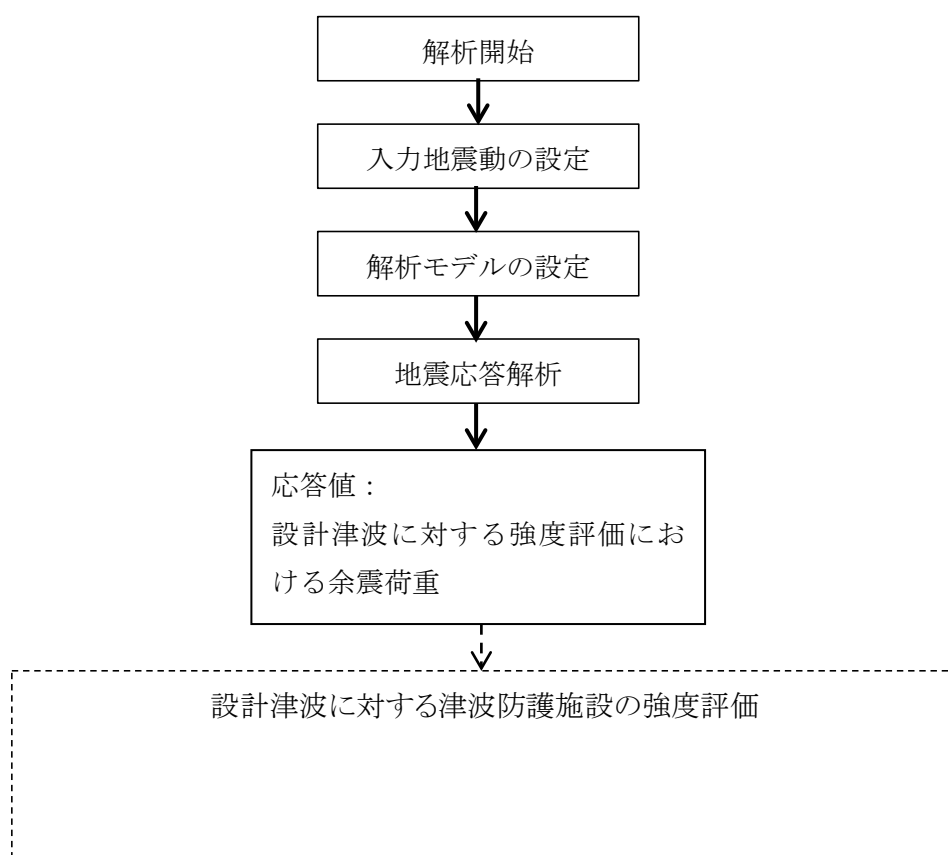 解析開始
入力地震動の設定
解析モデルの設定
地震応答解析
応答値：
設計津波に対する強度評価にお
ける余震荷重
設計津波に対する津波防護施設の強度評価